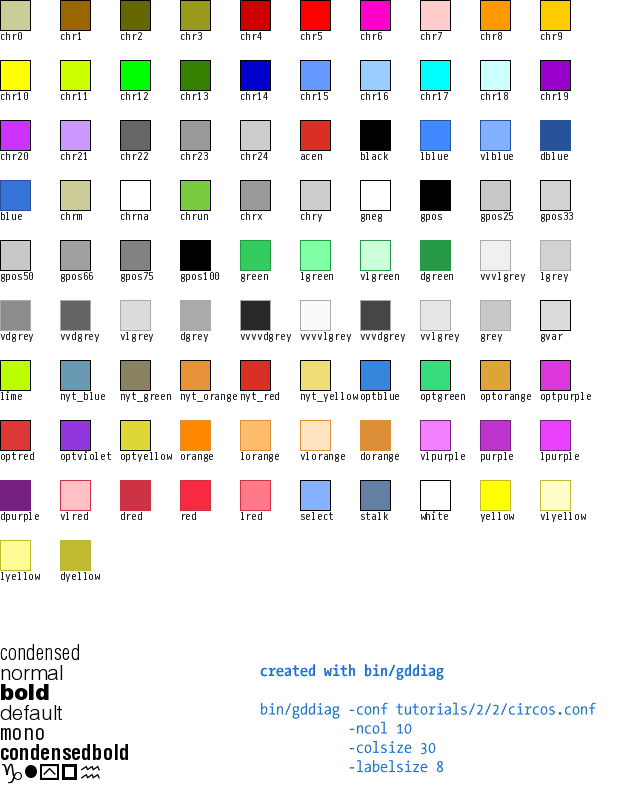 chr0 chr1 chr2 chr3 chr4 chr5 chr6 chr7 chr8 chr9
chr10 chr11 chr12 chr13 chr14 chr15 chr16 chr17 chr18 chr19
chr20 chr21 chr22 chr23 chr24 acen black lblue vlblue dblue
blue chrm chrna chrun chrx chry gneg gpos gpos25 gpos33
gpos50 gpos66 gpos75 gpos100 green lgreen vlgreen dgreen vvvlgrey lgrey
vdgrey vvdgrey vlgrey dgrey vvvvdgrey vvvvlgrey vvvdgrey vvlgrey grey gvar
lime nyt_blue nyt_green nyt_orange nyt_red nyt_yellow optblue optgreen optorange optpurple
optred optviolet optyellow orange lorange vlorange dorange vlpurple purple lpurple
dpurple vlred dred red lred select stalk white yellow vlyellow
lyellow dyellow
condensed
normal
bold
default
mono
condensedbold
created with bin/gddiag
bin/gddiag -conf tutorials/2/2/circos.conf
-ncol 10
-colsize 30
-labelsize 8